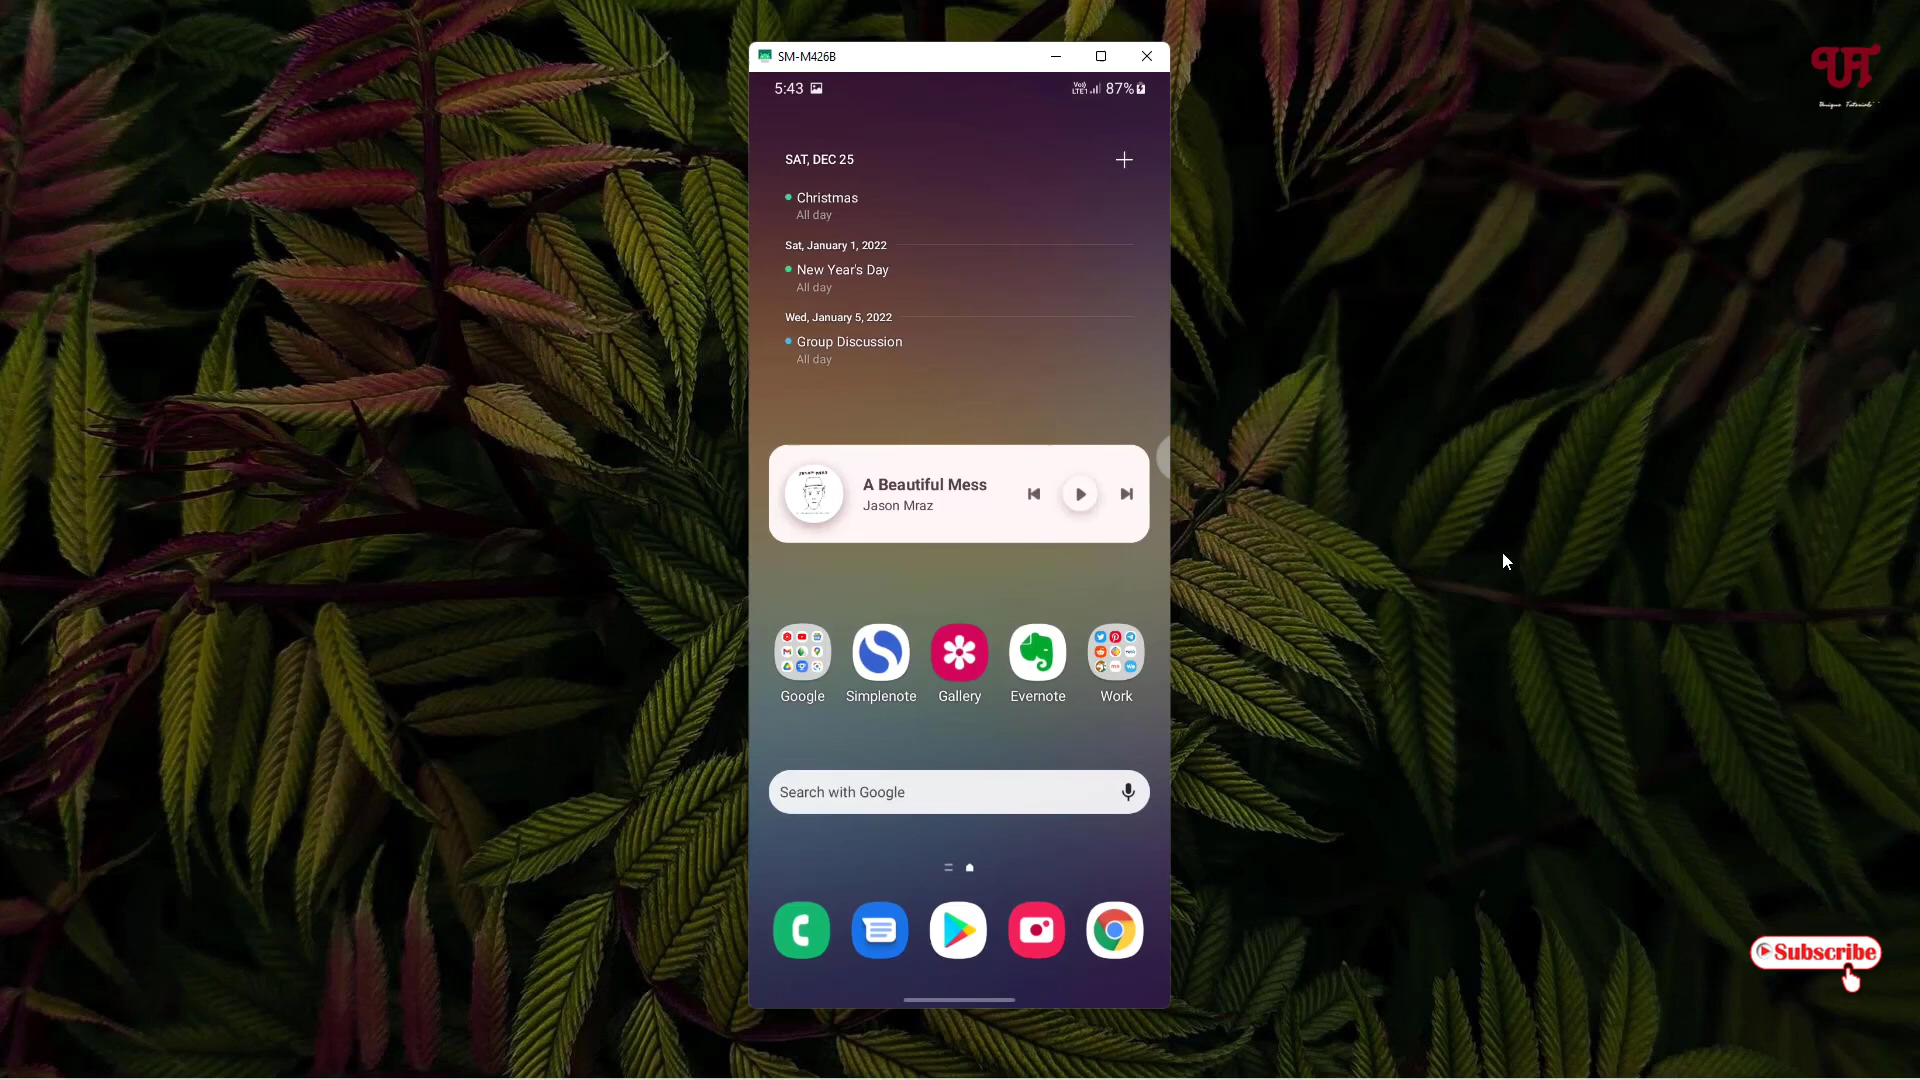 SM-M426B
5:43
87%
SAT, DEC 25
Christmas
All day
Sat, January 1, 2022
New Year's Day
All day
Wed, January 5, 2022
Group Discussion
All day
A Beautiful Mess
Jason Mraz
Google
Simplenote
Gallery
Evernote
Work
Search with Google
Unique Tutorials
Subscribe